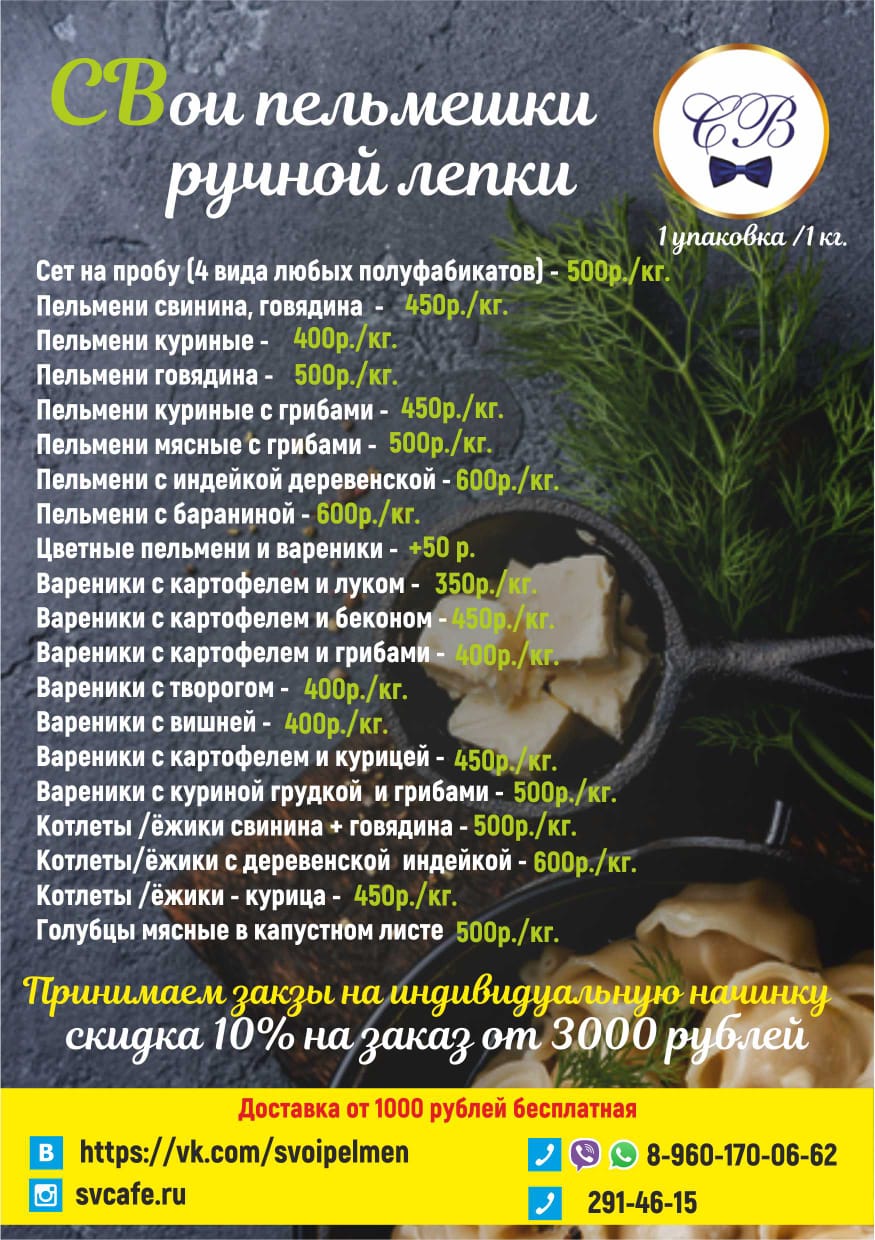 СВои пельмешки
ручной лепки
СВ
1 упаковка /1 кг.
Сет на пробу (4 вида любых полуфабикатов) - 500р./кг.
Пельмени свинина, говядина - 450р./кг.
Пельмени куриные - 400р./кг.
Пельмени говядина - 500р./кг.
Пельмени куриные с грибами - 450р./кг.
Пельмени мясные с грибами - 500р./кг.
Пельмени с индейкой деревенской - 600р./кг.
Пельмени с бараниной - 600р./кг.
Цветные пельмени и вареники - +50 р.
Вареники с картофелем и луком - 350р./кг.
Вареники с картофелем и беконом - 450р./кг.
Вареники с картофелем и грибами - 400р./кг.
Вареники с творогом - 400р./кг.
Вареники с вишней - 400р./кг.
Вареники с картофелем и курицей - 450р./кг.
Вареники с куриной грудкой и грибами - 500р./кг.
Котлеты /ёжики свинина + говядина - 500р./кг.
Котлеты/ёжики с деревенской индейкой - 600р./кг.
Котлеты /ёжики - курица - 450р./кг.
Голубцы мясные в капустном листе 500р./кг.
Принимаем закзы на индивидуальную начинку
скидка 10% на заказ от 3000 рублей
Доставка от 1000 рублей бесплатная
В https://vk.com/svoipelmen
8-960-170-06-62
svcafe.ru
291-46-15